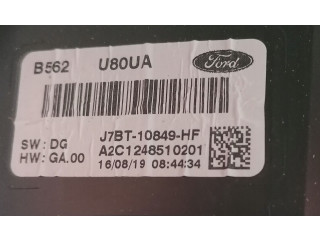 B562 U80UA Ford
J7BT-10849-HF
SW: DG A2C1248510201
HW: GA.00 16/08/19 08:44:34